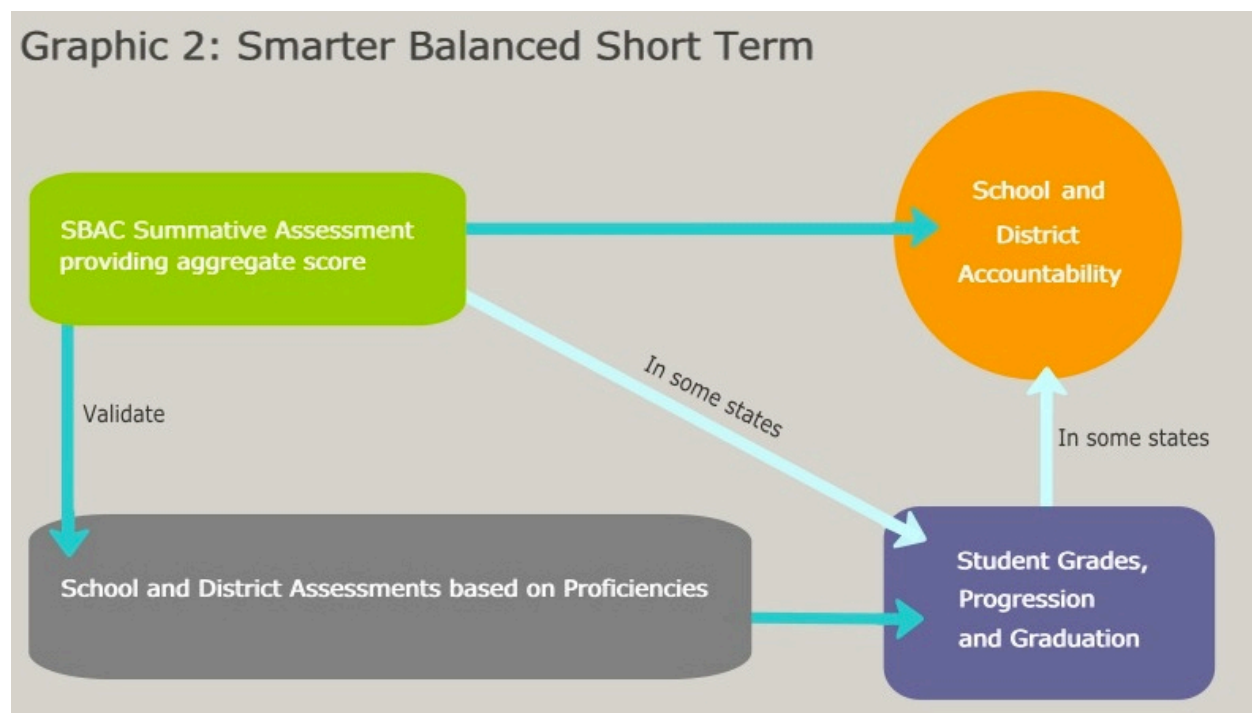 Graphic 2: Smarter Balanced Short Term
SBAC Summative Assessment
providing aggregate score
School and
District
Accountability
In some states
Validate
In some states
School and District Assessments based on Proficiencies
Student Grades,
Progression
and Graduation